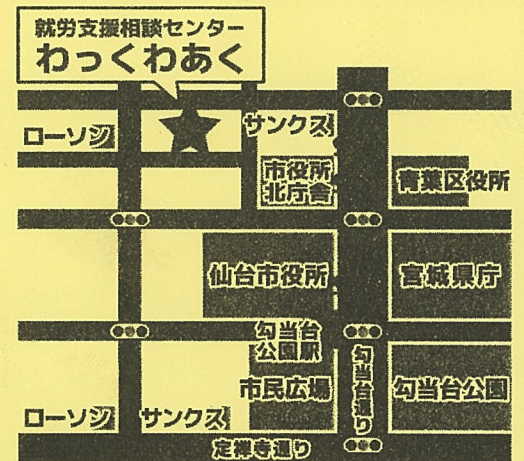 就労支援相談センター
わっくわあく
ローソン
サンクス
市役所
北庁舎
青葉区役所
仙台市役所
宮城県庁
勾当台
公園駅
市民広場
勾当台通り
勾当台公園
ローソン
サンクス
定禅寺通り